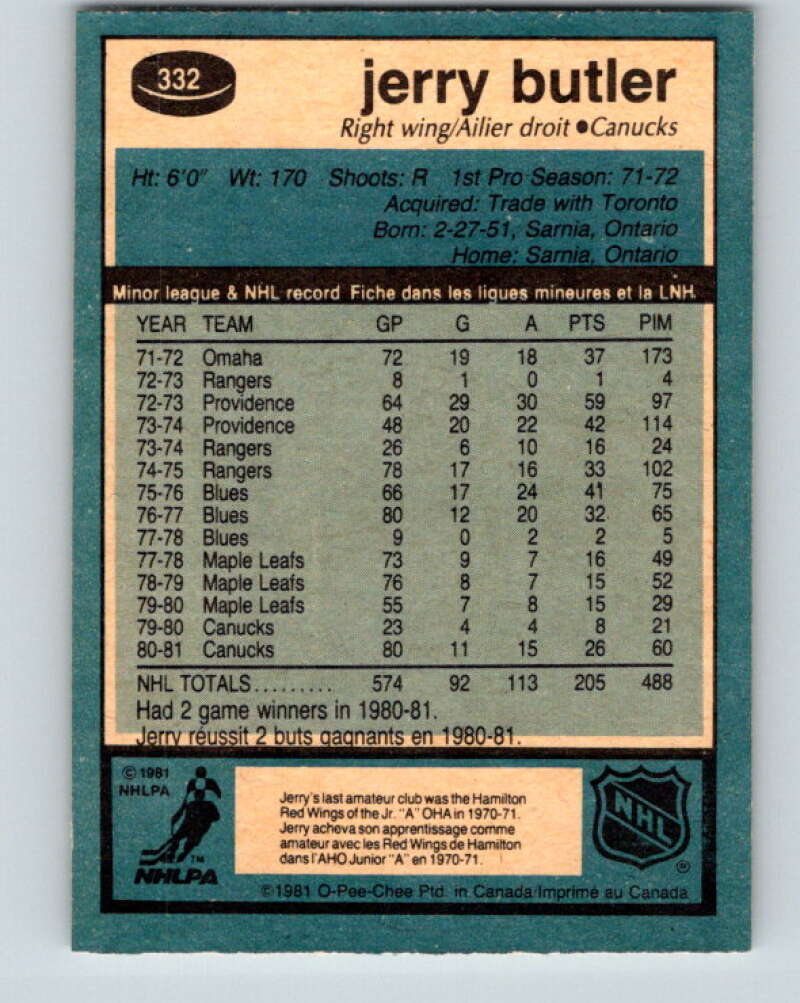 332
jerry butler
Right wing/Ailier droit ● Canucks
Ht: 6'0" Wt: 170 Shoots: R 1st Pro Season: 71-72
Acquired: Trade with Toronto
Born: 2-27-51, Sarnia, Ontario
Home: Sarnia, Ontario
Minor league & NHL record Fiche dans les ligues mineures et la LNH
YEAR TEAM GP G A PTS PIM
71-72 Omaha 72 19 18 37 173
72-73 Rangers 8 1 0 1 4
72-73 Providence 64 29 30 59 97
73-74 Providence 48 20 22 42 114
73-74 Rangers 26 6 10 16 24
74-75 Rangers 78 17 16 33 102
75-76 Blues 66 17 24 41 75
76-77 Blues 80 12 20 32 65
77-78 Blues 9 0 2 2 5
77-78 Maple Leafs 73 9 7 16 49
78-79 Maple Leafs 76 8 7 15 52
79-80 Maple Leafs 55 7 8 15 29
79-80 Canucks 23 4 4 8 21
80-81 Canucks 80 11 15 26 60
NHL TOTALS......... 574 92 113 205 488
Had 2 game winners in 1980-81.
Jerry réussit 2 buts gagnants en 1980-81.
© 1981
NHLPA
TM
NHLPA
Jerry's last amateur club was the Hamilton
Red Wings of the Jr. "A" OHA in 1970-71.
Jerry acheva son apprentissage comme
amateur avec les Red Wings de Hamilton
dans l'AHO Junior "A" en 1970-71.
NHL
®
© 1981 O-Pee-Chee Ptd. in Canada/Imprimé au Canada